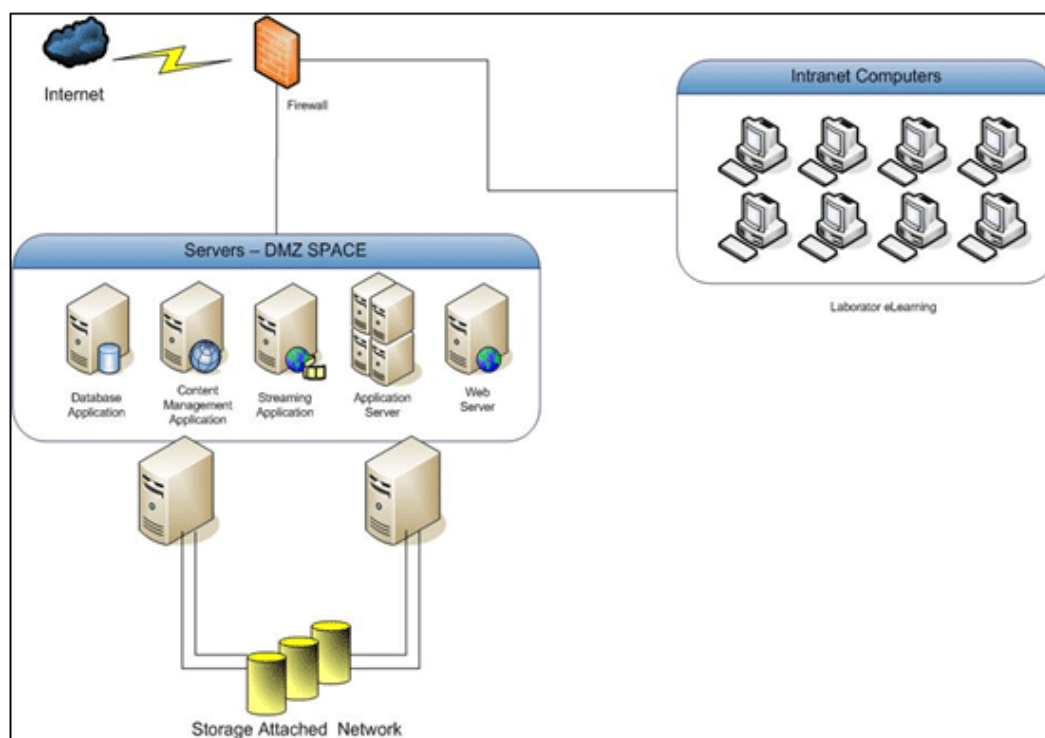 Internet
Firewall
Intranet Computers
Laborator eLearning
Servers – DMZ SPACE
Database
Application
Content
Management
Application
Streaming
Application
Application
Server
Web
Server
Storage Attached Network